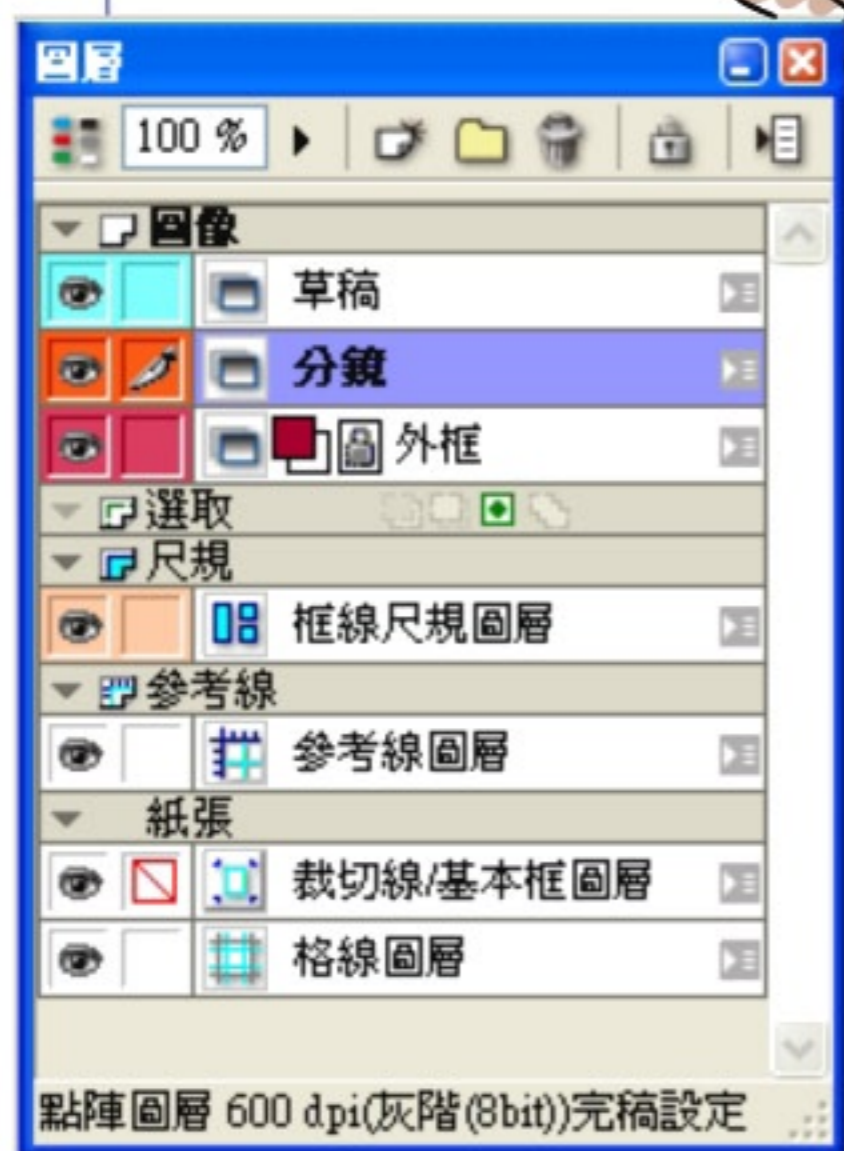 圖層
100 %
圖像
草稿
分鏡
外框
選取
尺規
框線尺規圖層
參考線
參考線圖層
紙張
裁切線/基本框圖層
格線圖層
點陣圖層 600 dpi(灰階(8bit))完稿設定